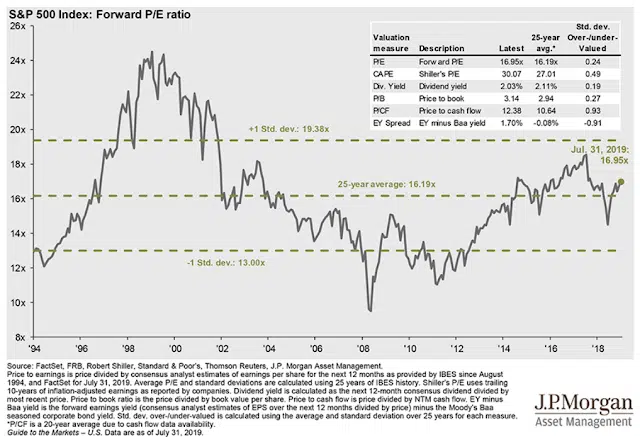 S&P 500 Index: Forward P/E ratio
26x
24x
22x
20x
18x
16x
14x
12x
10x
8x
Valuation measure Description Latest 25-year avg.* Std. dev. Over-/under-Valued
P/E Forward P/E 16.95x 16.19x 0.24
CAPE Shiller's P/E 30.07 27.01 0.49
Div. Yield Dividend yield 2.03% 2.11% 0.19
P/B Price to book 3.14 2.94 0.27
P/CF Price to cash flow 12.38 10.64 0.93
EY Spread EY minus Baa yield 1.70% -0.08% -0.91
+1 Std. dev.: 19.38x
Jul. 31, 2019:
16.95x
25-year average: 16.19x
-1 Std. dev.: 13.00x
'94 '96 '98 '00 '02 '04 '06 '08 '10 '12 '14 '16 '18
Source: FactSet, FRB, Robert Shiller, Standard & Poor's, Thomson Reuters, J.P. Morgan Asset Management.
Price to earnings is price divided by consensus analyst estimates of earnings per share for the next 12 months as provided by IBES since August
1994, and FactSet for July 31, 2019. Average P/E and standard deviations are calculated using 25 years of IBES history. Shiller's P/E uses trailing
10-years of inflation-adjusted earnings as reported by companies. Dividend yield is calculated as the next 12-month consensus dividend divided by
most recent price. Price to book ratio is the price divided by book value per share. Price to cash flow is price divided by NTM cash flow. EY minus
Baa yield is the forward earnings yield (consensus analyst estimates of EPS over the next 12 months divided by price) minus the Moody's Baa
seasoned corporate bond yield. Std. dev. over-/under-valued is calculated using the average and standard deviation over 25 years for each measure.
*P/CF is a 20-year average due to cash flow data availability.
Guide to the Markets – U.S. Data are as of July 31, 2019.
J.P.Morgan
Asset Management